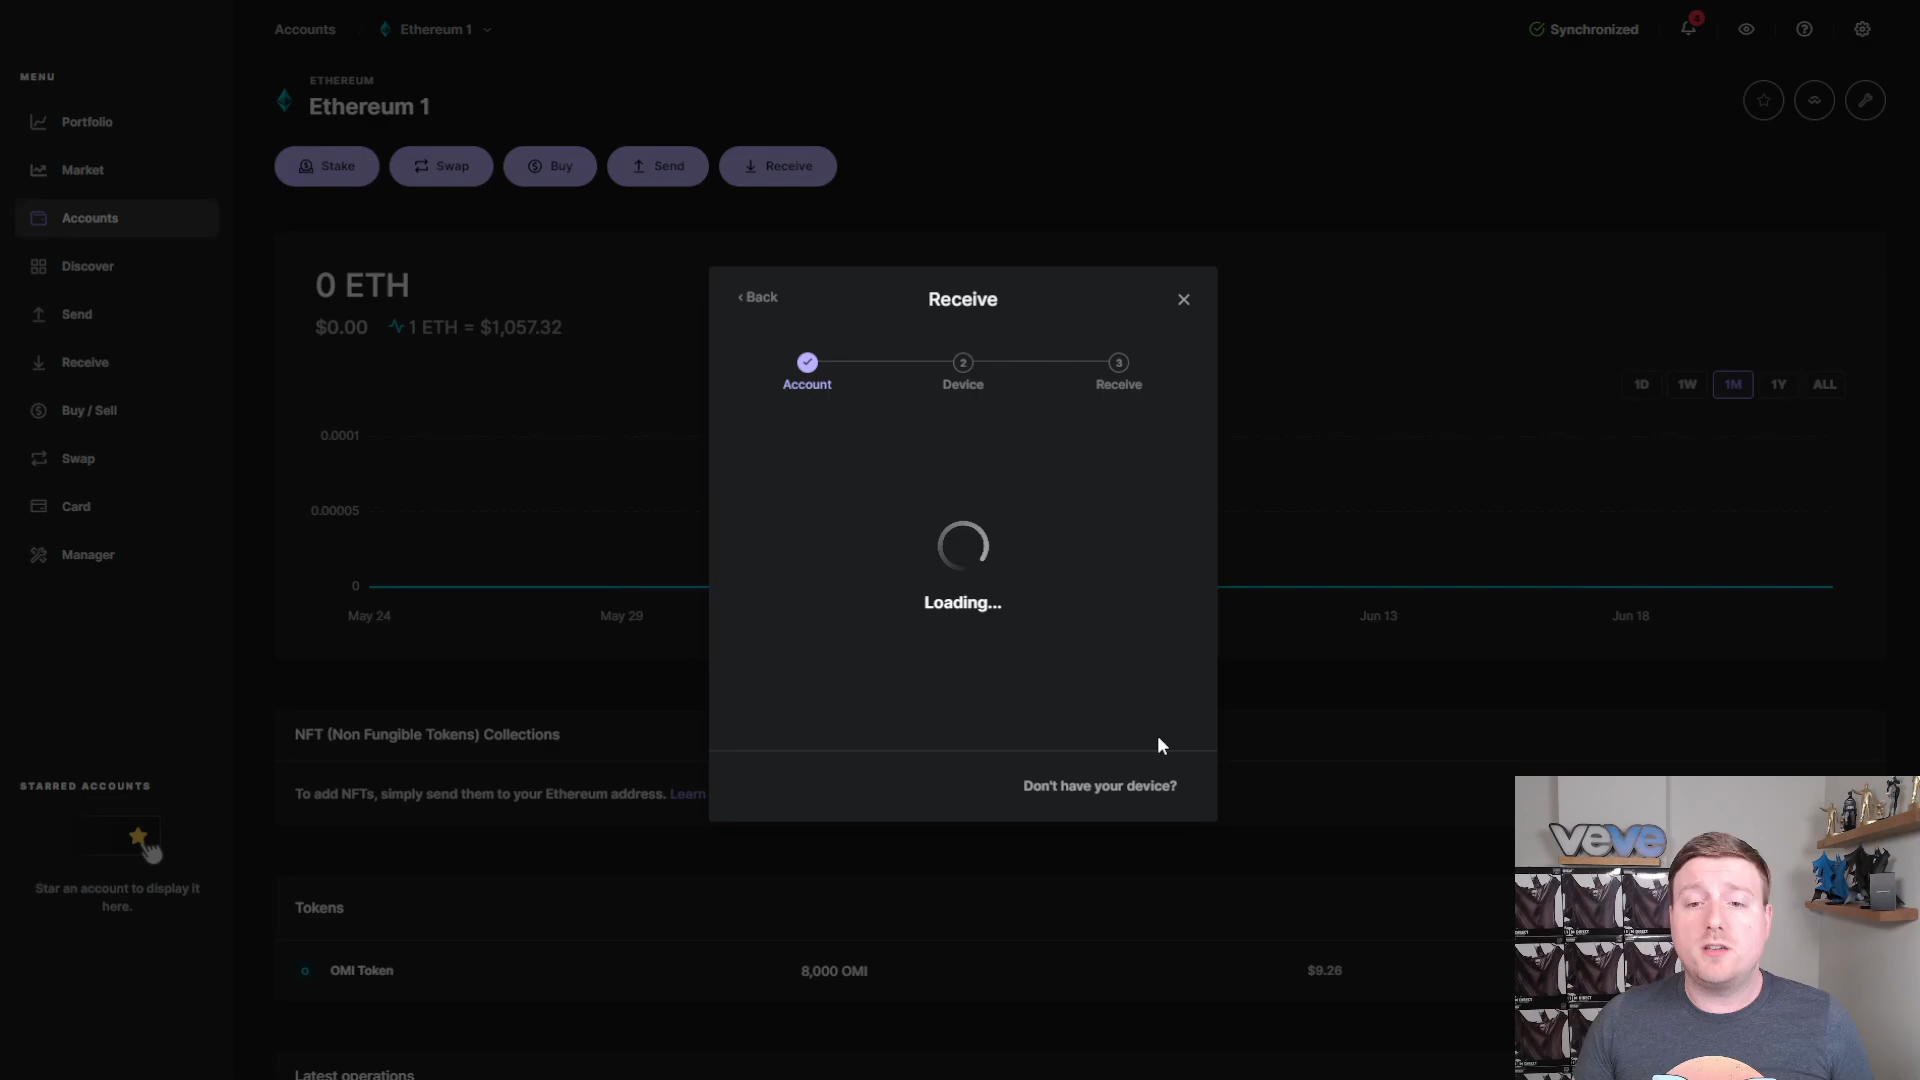 Accounts
Ethereum 1
Synchronized
4
MENU
Portfolio
Market
Accounts
Discover
Send
Receive
Buy / Sell
Swap
Card
Manager
STARRED ACCOUNTS
Star an account to display it
here.
ETHEREUM
Ethereum 1
Stake
Swap
Buy
Send
Receive
0 ETH
$0.00
1 ETH = $1,057.32
1D
1W
1M
1Y
ALL
0.0001
0.00005
0
May 24
May 29
Jun 13
Jun 18
‹ Back
Receive
2
3
Account
Device
Receive
Loading...
Don't have your device?
NFT (Non Fungible Tokens) Collections
To add NFTs, simply send them to your Ethereum address. Learn
Tokens
O
OMI Token
8,000 OMI
$9.26
Latest operations
veve